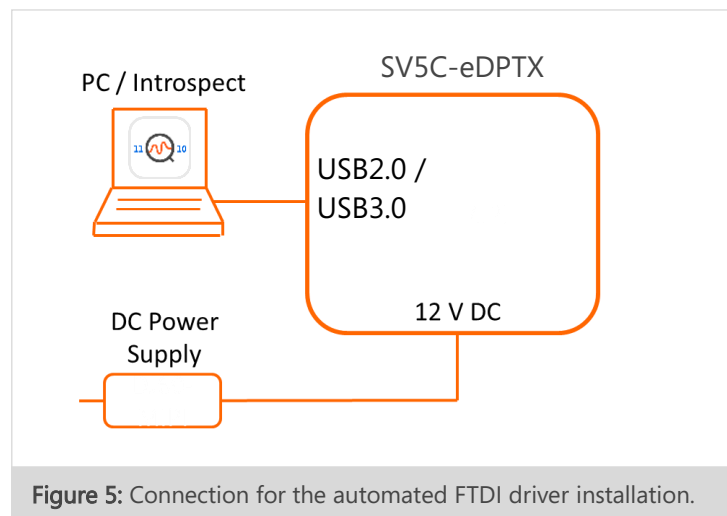 SV5C-eDPTX
PC / Introspect
11 10
USB2.0 /
USB3.0
12 V DC
DC Power
Supply
Figure 5: Connection for the automated FTDI driver installation.